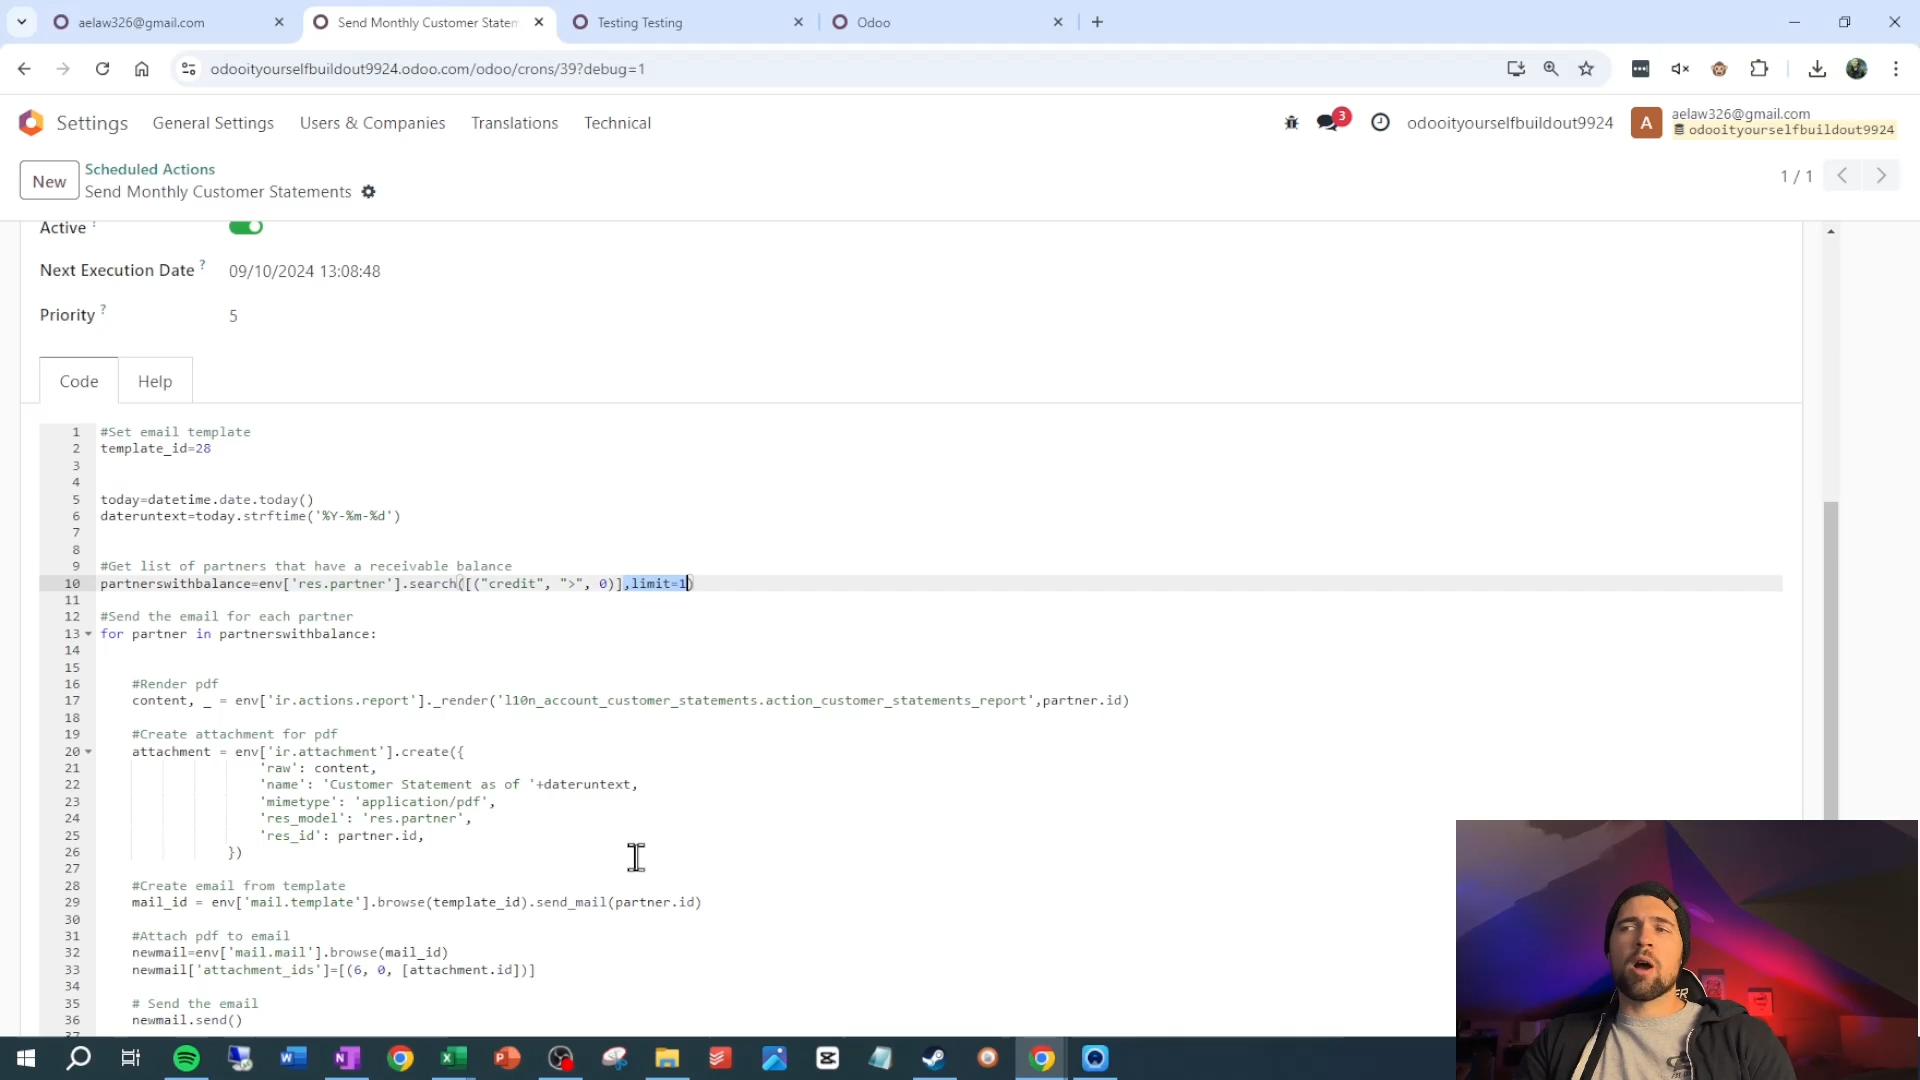 aelaw326@gmail.com
Send Monthly Customer Statem
Testing Testing
Odoo
odooityourselfbuildout9924.odoo.com/odoo/crons/39?debug=1
Settings General Settings Users & Companies Translations Technical
3
odooityourselfbuildout9924
A
aelaw326@gmail.com
odooityourselfbuildout9924
New
Scheduled Actions
Send Monthly Customer Statements
1 / 1
Active ?
Next Execution Date ? 09/10/2024 13:08:48
Priority ? 5
Code Help
1 #Set email template
2 template_id=28
3
4
5 today=datetime.date.today()
6 dateruntext=today.strftime('%Y-%m-%d')
7
8
9 #Get list of partners that have a receivable balance
10 partnerswithbalance=env['res.partner'].search([("credit", ">", 0)],limit=1)
11
12 #Send the email for each partner
13 for partner in partnerswithbalance:
14
15
16 #Render pdf
17 content, _ = env['ir.actions.report']._render('l10n_account_customer_statements.action_customer_statements_report',partner.id)
18
19 #Create attachment for pdf
20 attachment = env['ir.attachment'].create({
21 'raw': content,
22 'name': 'Customer Statement as of '+dateruntext,
23 'mimetype': 'application/pdf',
24 'res_model': 'res.partner',
25 'res_id': partner.id,
26 })
27
28 #Create email from template
29 mail_id = env['mail.template'].browse(template_id).send_mail(partner.id)
30
31 #Attach pdf to email
32 newmail=env['mail.mail'].browse(mail_id)
33 newmail['attachment_ids']=[(6, 0, [attachment.id])]
34
35 # Send the email
36 newmail.send()
37